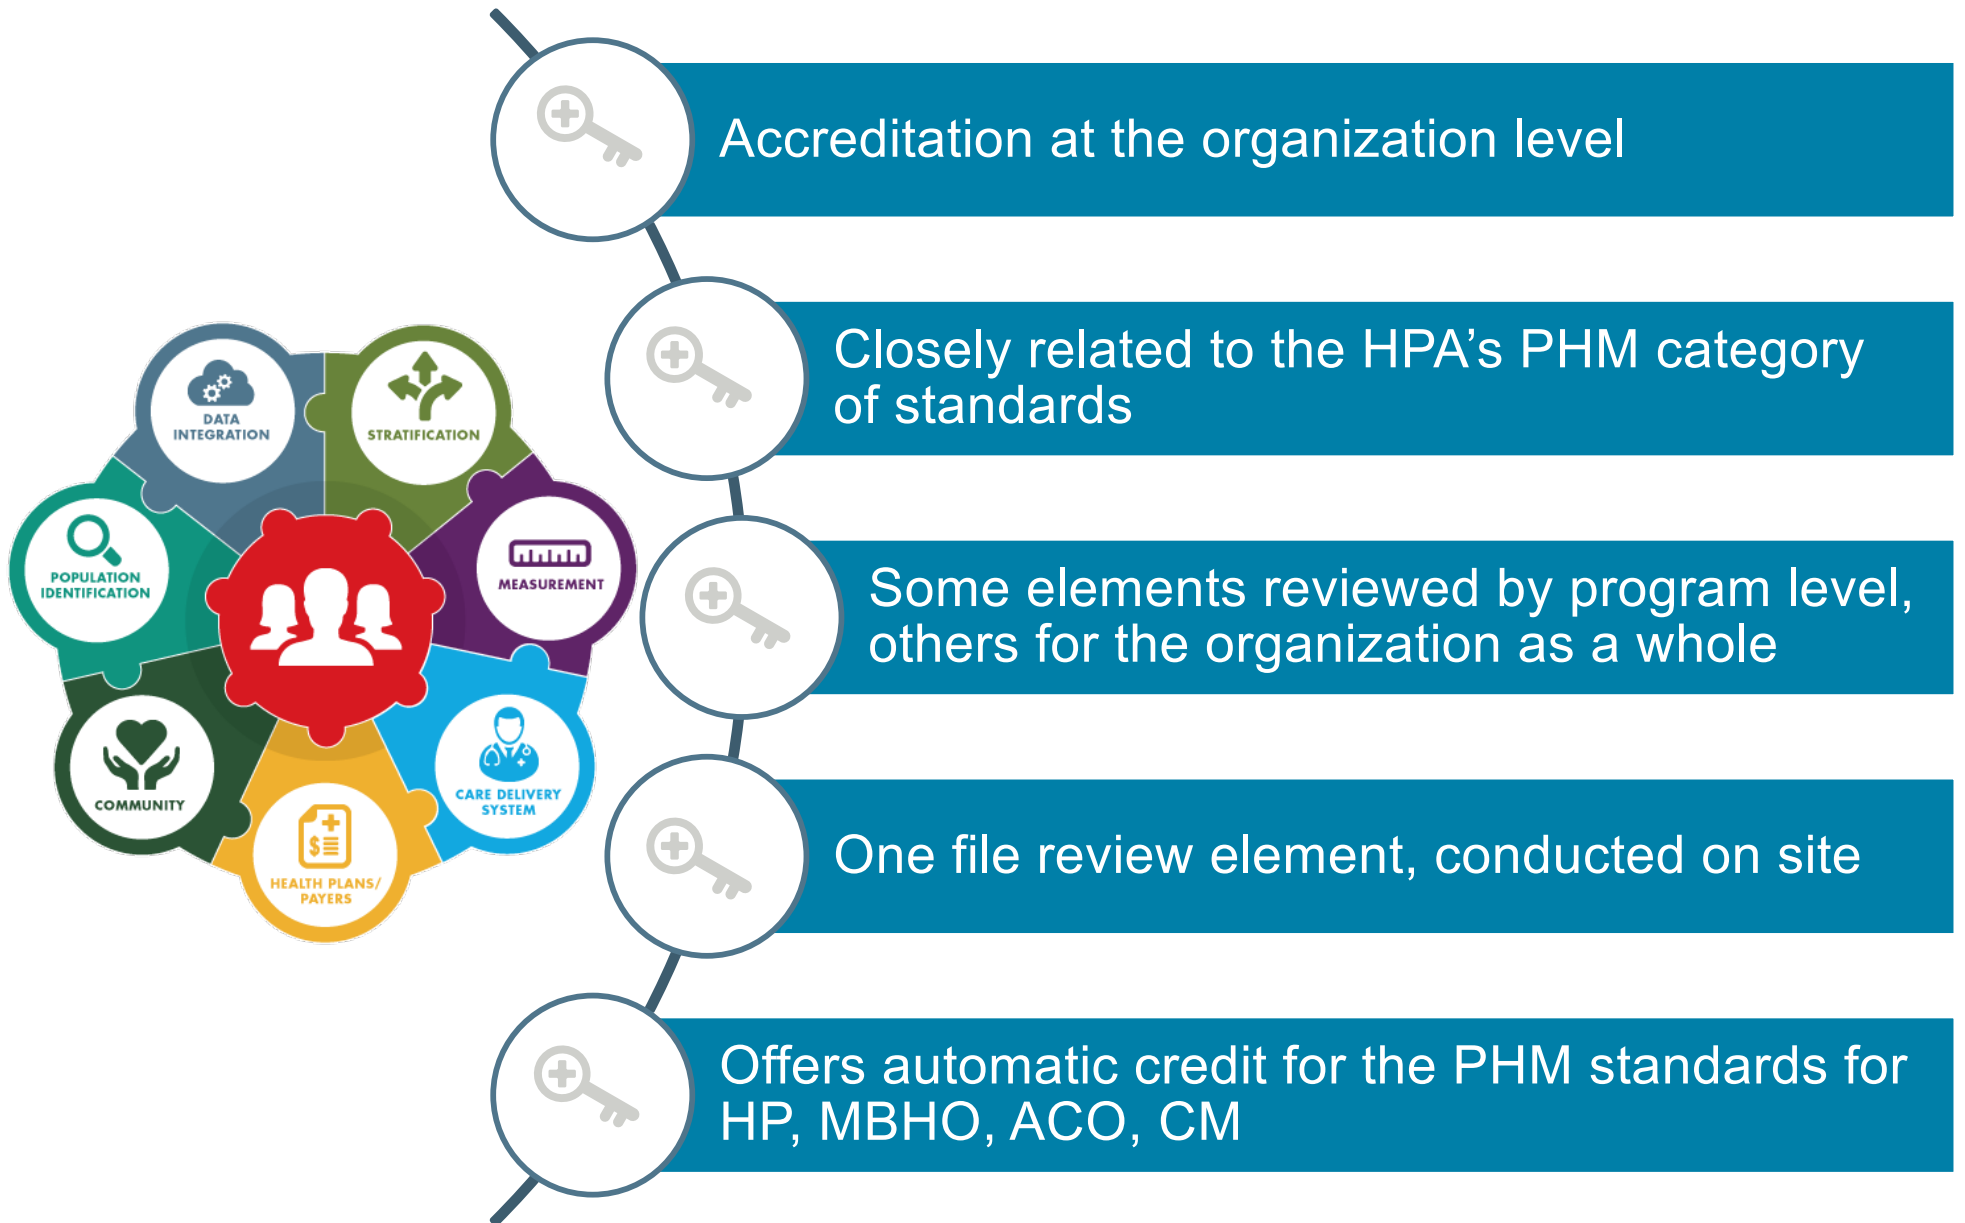 Accreditation at the organization level
Closely related to the HPA’s PHM category
of standards
Some elements reviewed by program level,
others for the organization as a whole
One file review element, conducted on site
Offers automatic credit for the PHM standards for
HP, MBHO, ACO, CM
DATA
INTEGRATION
STRATIFICATION
MEASUREMENT
CARE DELIVERY
SYSTEM
HEALTH PLANS/
PAYERS
COMMUNITY
POPULATION
IDENTIFICATION